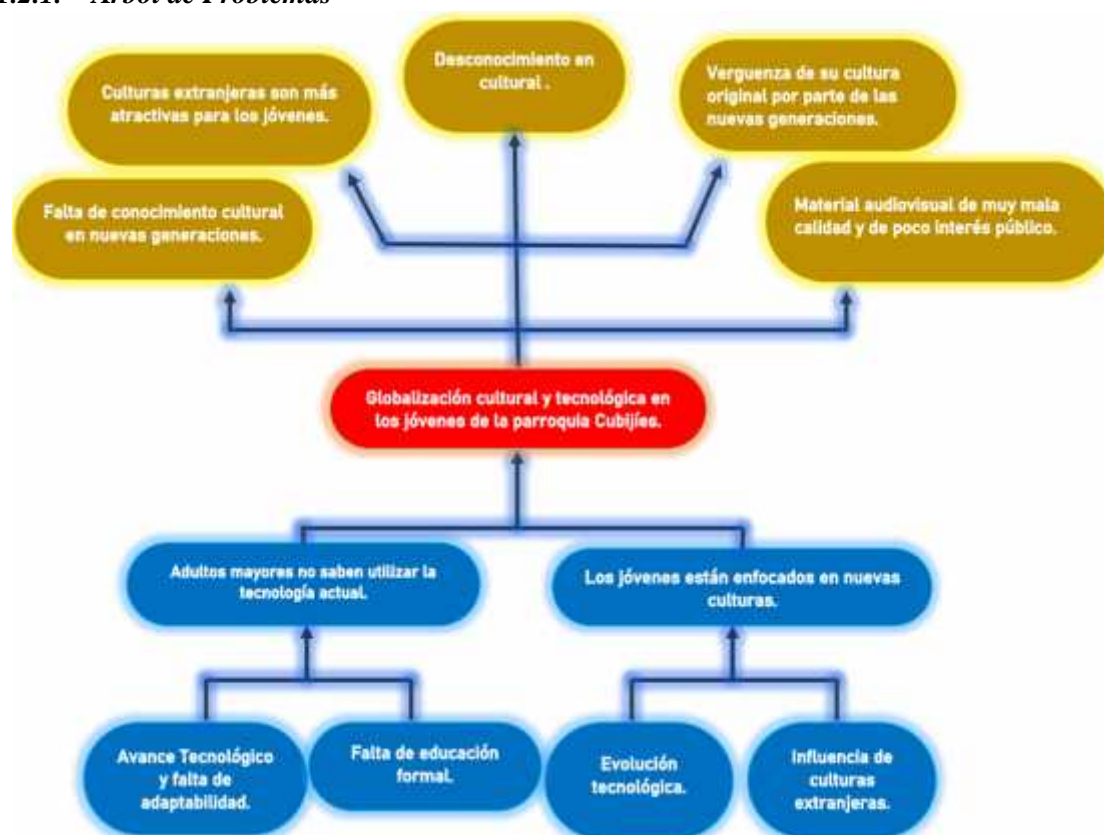 1.2.1. Árbol de Problemas
Desconocimiento en
cultural .
Culturas extranjeras son más
atractivas para los jóvenes.
Verguenza de su cultura
original por parte de las
nuevas generaciones.
Falta de conocimiento cultural
en nuevas generaciones.
Material audiovisual de muy mala
calidad y de poco interés público.
Globalización cultural y tecnológica en
los jóvenes de la parroquia Cubijíes.
Adultos mayores no saben utilizar la
tecnología actual.
Los jóvenes están enfocados en nuevas
culturas.
Avance Tecnológico
y falta de
adaptabilidad.
Falta de educación
formal.
Evolución
tecnológica.
Influencia de
culturas
extranjeras.